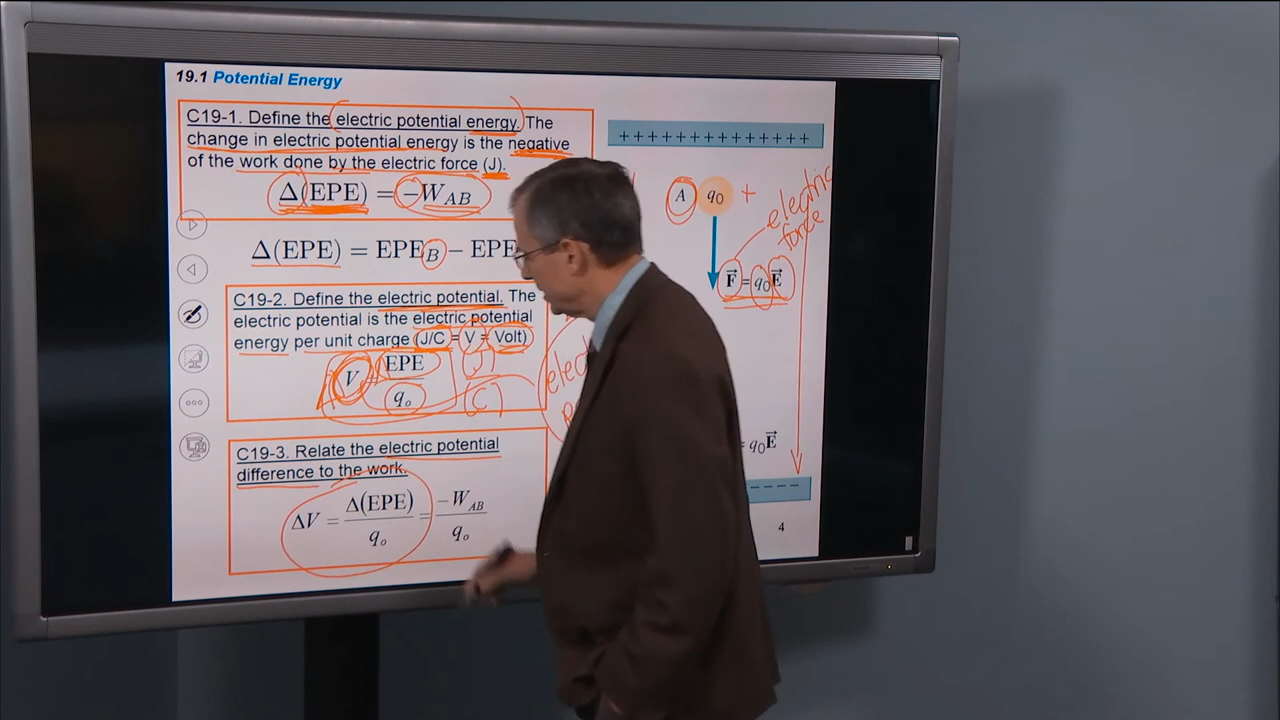 19.1 Potential Energy
C19-1. Define the electric potential energy. The
change in electric potential energy is the negative
of the work done by the electric force (J).
Δ(EPE) = −W_AB
Δ(EPE) = EPE_B − EPE
C19-2. Define the electric potential. The
electric potential is the electric potential
energy per unit charge (J/C = V = Volt)
V = EPE / q_o
(J)
(C)
C19-3. Relate the electric potential
difference to the work.
ΔV = Δ(EPE) / q_o = −W_AB / q_o
+ + + + + + + + + + + + + +
A q₀ +
electric
force
F⃗ = q₀E⃗
= q₀E⃗
− − − −
4